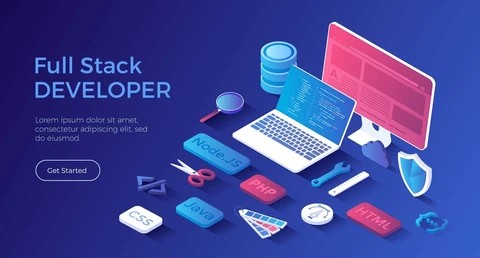 Full Stack
DEVELOPER
Lorem ipsum dolor sit amet.
consectetur adipiscing elit. sed
do eiusmod.
Get Started
NodeJS
PHP
CSS
Java
HTML